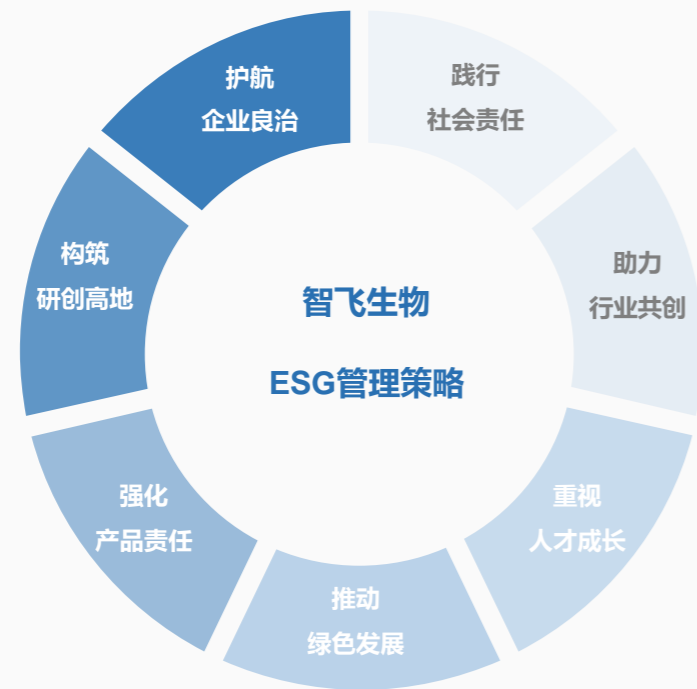 护航
企业良治
践行
社会责任
构筑
研创高地
助力
行业共创
智飞生物
ESG管理策略
强化
产品责任
重视
人才成长
推动
绿色发展